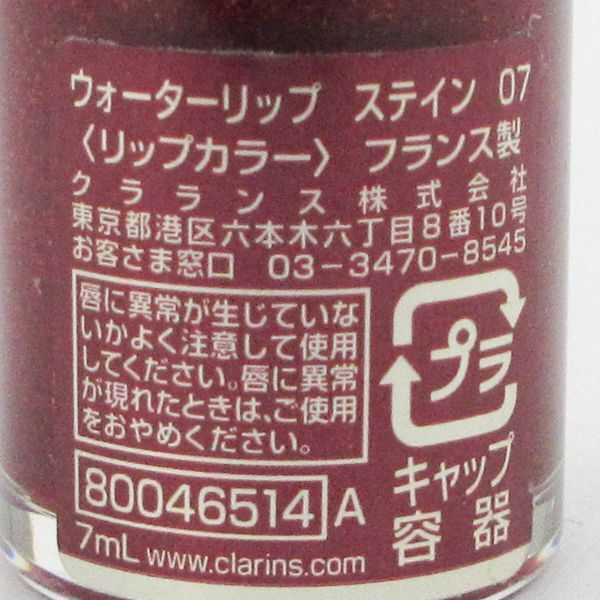 ウォーターリップ ステイン 07
〈リップカラー〉 フランス製
クラランス株式会社
東京都港区六本木六丁目8番10号
お客さま窓口 03-3470-8545
唇に異常が生じていな
いかよく注意して使用
してください。唇に異常
が現れたときは、ご使用
をおやめください。
プラ
キャップ
容器
80046514 A
7mL www.clarins.com